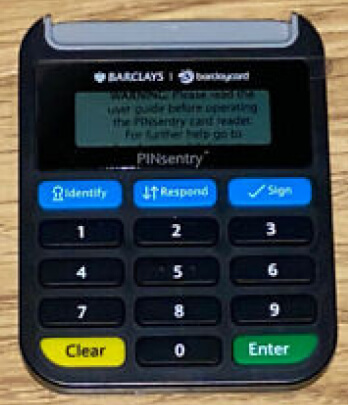 BARCLAYS | barclaycard
WARNING: Please read the
user guide before operating
the PINsentry card reader.
For further help go to
PINsentry™
Identify Respond Sign
1 2 3
4 5 6
7 8 9
Clear 0 Enter